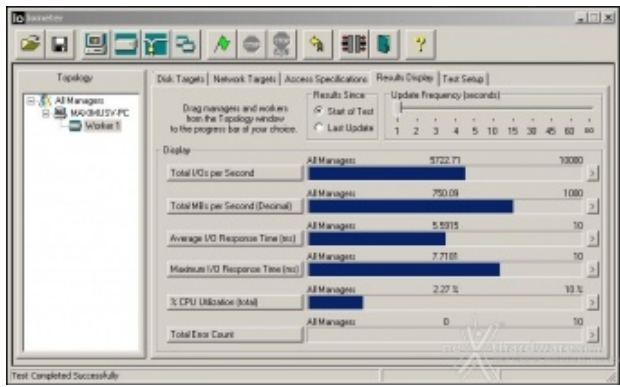 Iometer
Topology
All Managers
MAXIMUSV-PC
Worker 1
Disk Targets
Network Targets
Access Specifications
Results Display
Test Setup
Drag managers and workers
from the Topology window
to the progress bar of your choice.
Results Since
Start of Test
Last Update
Update Frequency (seconds)
1 2 3 4 5 10 15 30 45 60 ∞
Display
All Managers 5722.71 10000
Total I/Os per Second
All Managers 750.09 1000
Total MBs per Second (Decimal)
All Managers 5.5915 10
Average I/O Response Time (ms)
All Managers 7.7181 10
Maximum I/O Response Time (ms)
All Managers 2.27 % 10 %
% CPU Utilization (total)
All Managers 0 10
Total Error Count
Test Completed Successfully